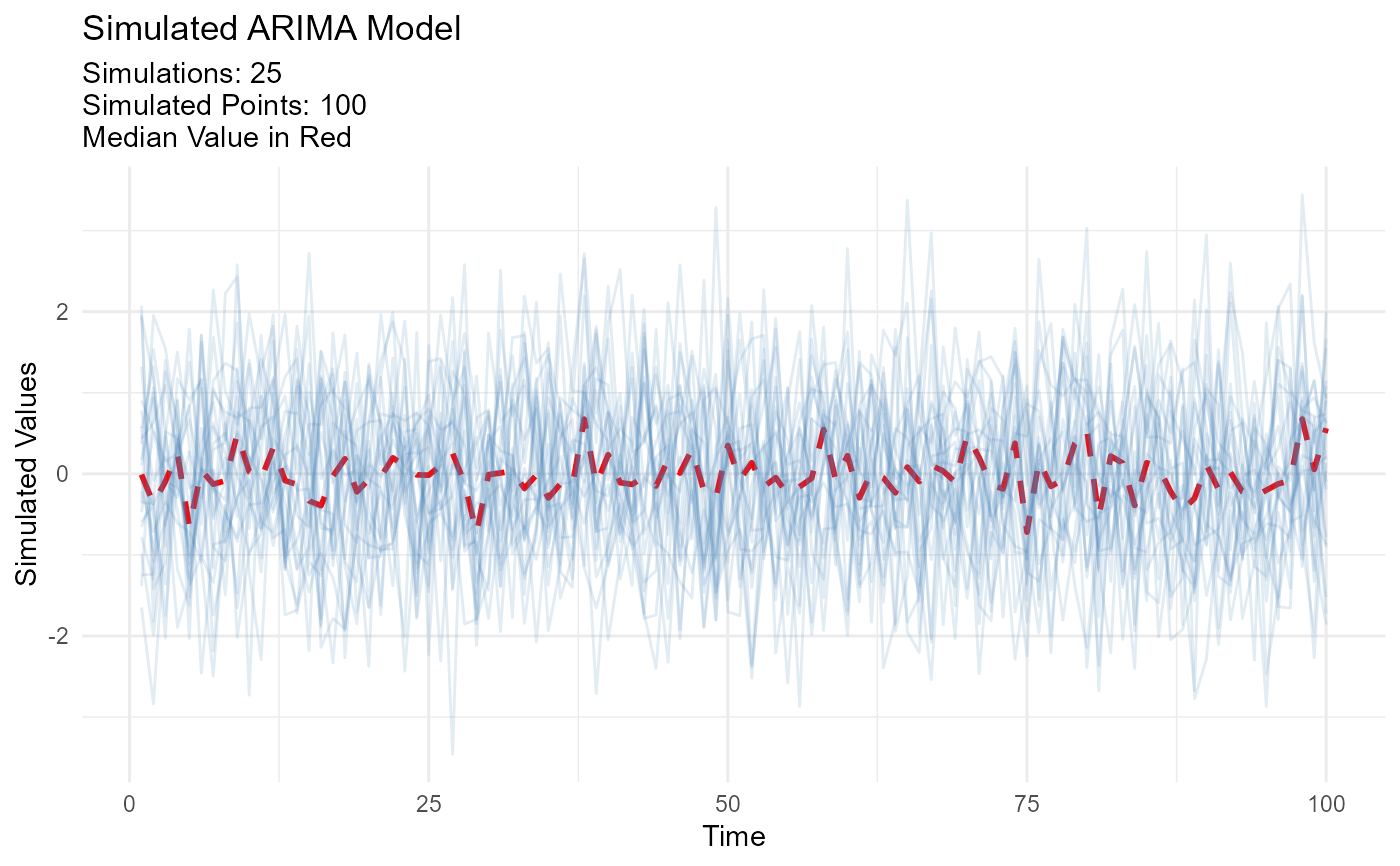 Simulated ARIMA Model
Simulations: 25
Simulated Points: 100
Median Value in Red
Simulated Values
2
0
-2
0
25
50
75
100
Time